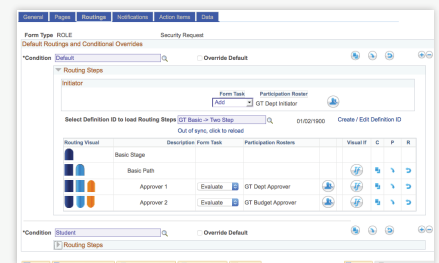 General Pages Routings Notifications Action Items Data
Form Type ROLE Security Request
Default Routings and Conditional Overrides
*Condition Default Override Default
Routing Steps
Initiator
Form Task Participation Roster
Add GT Dept Initiator
Select Definition ID to load Routing Steps GT Basic -> Two Step 01/02/1900 Create / Edit Definition ID
Out of sync, click to reload
Routing Visual Description Form Task Participation Rosters Visual If C P R
Basic Stage
Basic Path
Approver 1 Evaluate GT Dept Approver
Approver 2 Evaluate GT Budget Approver
*Condition Student Override Default
Routing Steps